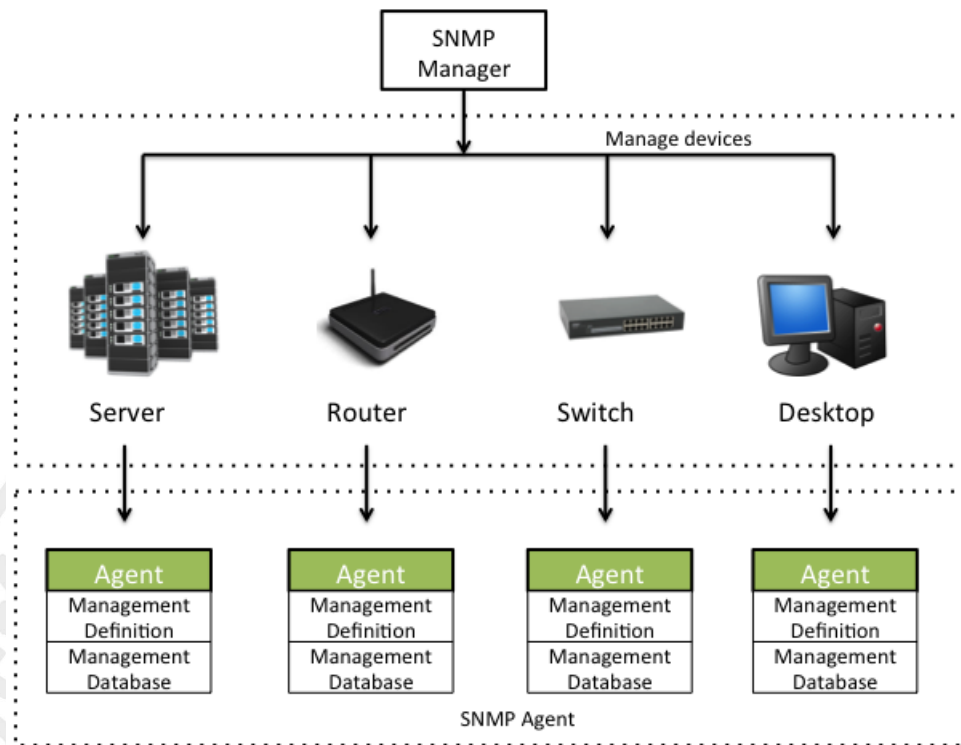 SNMP
Manager
Manage devices
Server
Router
Switch
Desktop
Agent
Management
Definition
Management
Database
Agent
Management
Definition
Management
Database
Agent
Management
Definition
Management
Database
Agent
Management
Definition
Management
Database
SNMP Agent